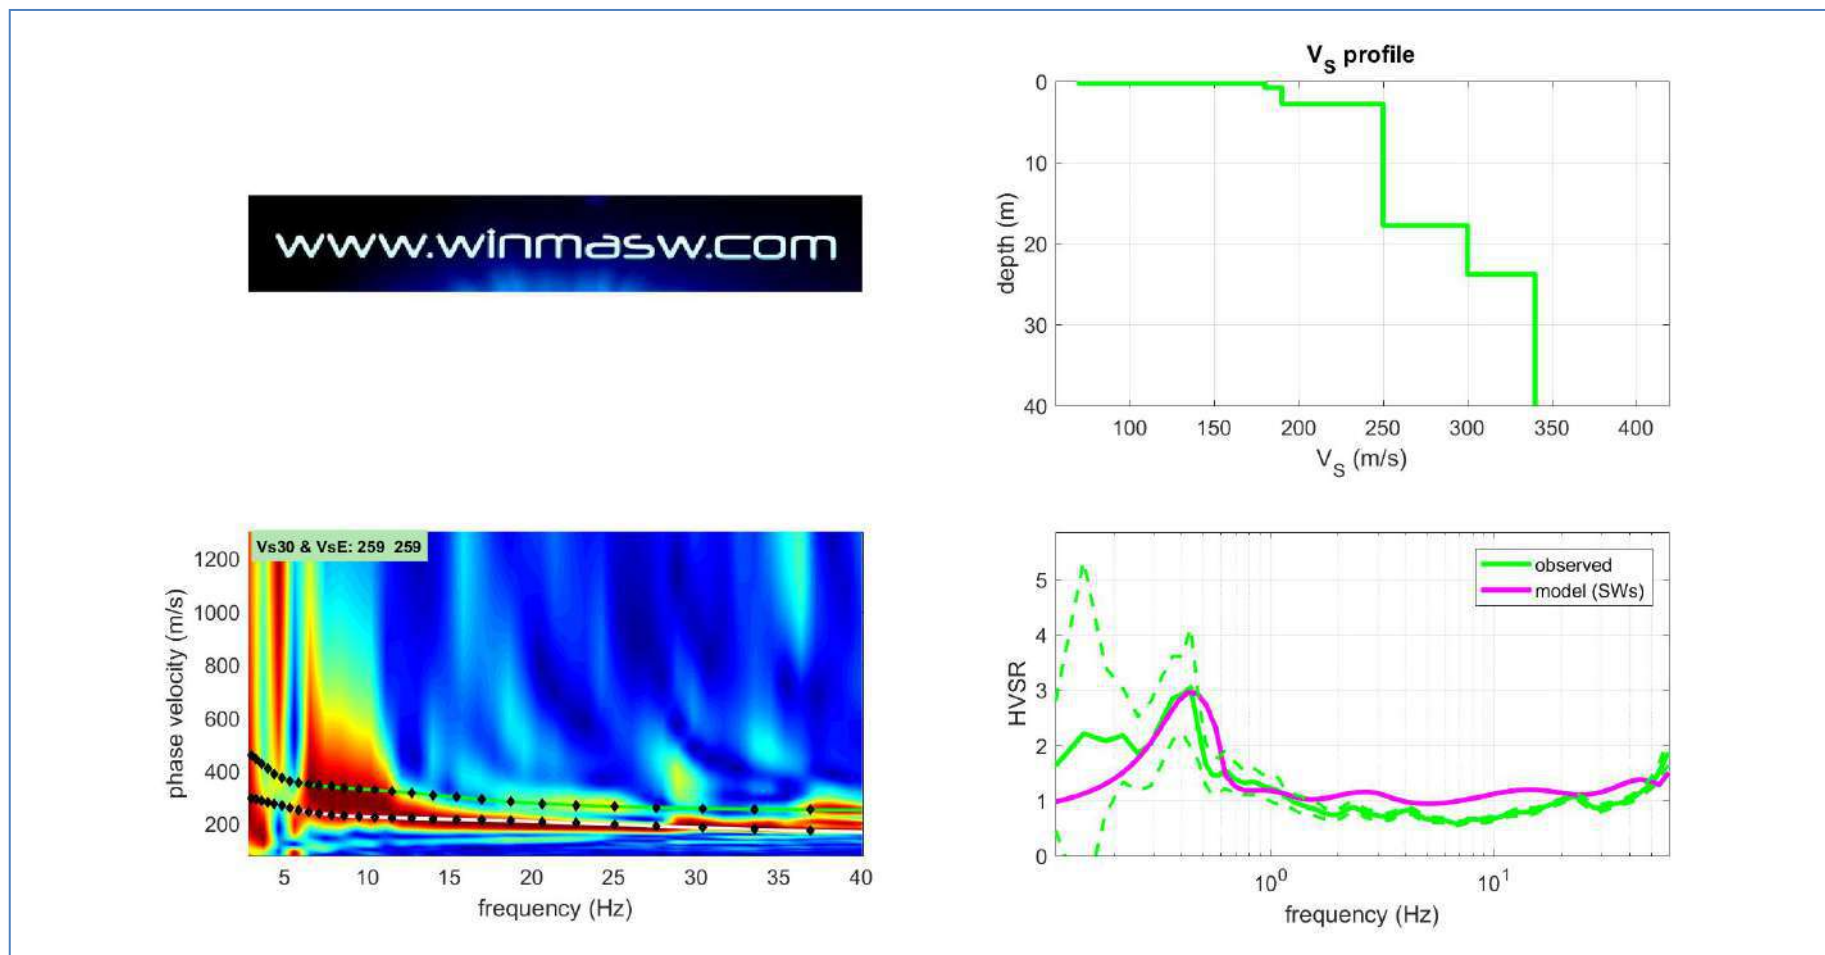 www.winmasw.com
V_S profile
0
10
20
30
40
depth (m)
100 150 200 250 300 350 400
V_S (m/s)
Vs30 & VsE: 259 259
1200
1000
800
600
400
200
phase velocity (m/s)
5 10 15 20 25 30 35 40
frequency (Hz)
observed
model (SWs)
5
4
3
2
1
0
HVSR
10^0 10^1
frequency (Hz)